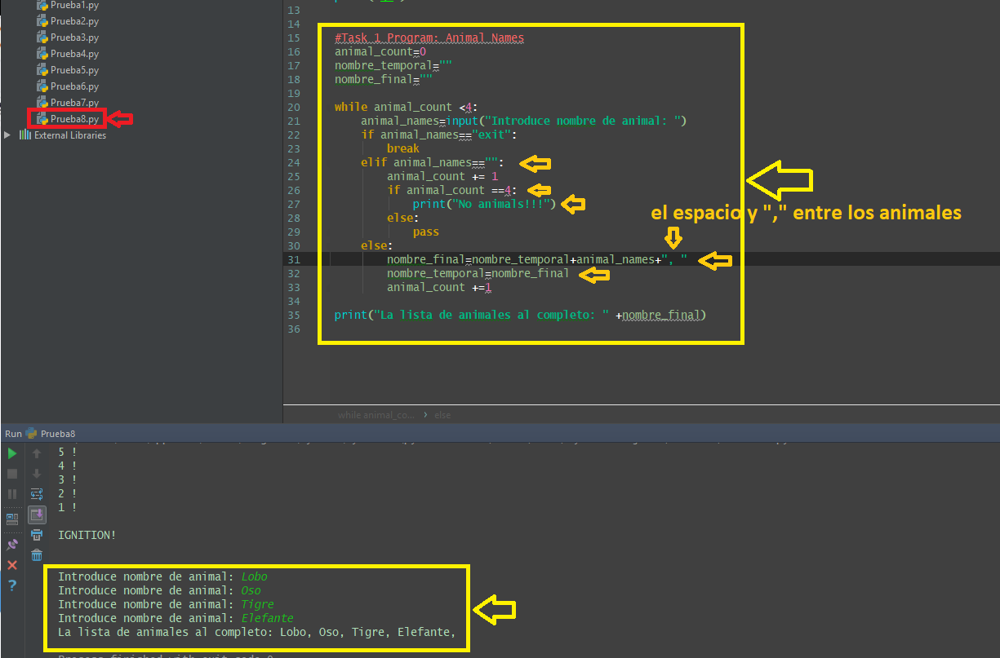 Prueba1.py
Prueba2.py
Prueba3.py
Prueba4.py
Prueba5.py
Prueba6.py
Prueba7.py
Prueba8.py
External Libraries
13
14
15 #Task 1 Program: Animal Names
16 animal_count=0
17 nombre_temporal=""
18 nombre_final=""
19
20 while animal_count <4:
21 animal_names=input("Introduce nombre de animal: ")
22 if animal_names=="exit":
23 break
24 elif animal_names=="":
25 animal_count += 1
26 if animal_count ==4:
27 print("No animals!!!")
28 else:
29 pass
30 else:
31 nombre_final=nombre_temporal+animal_names+", "
32 nombre_temporal=nombre_final
33 animal_count +=1
34
35 print("La lista de animales al completo: " +nombre_final)
36
el espacio y "," entre los animales
while animal_co... › else
Run Prueba8
5 !
4 !
3 !
2 !
1 !
IGNITION!
Introduce nombre de animal: Lobo
Introduce nombre de animal: Oso
Introduce nombre de animal: Tigre
Introduce nombre de animal: Elefante
La lista de animales al completo: Lobo, Oso, Tigre, Elefante,
Process finished with exit code 0